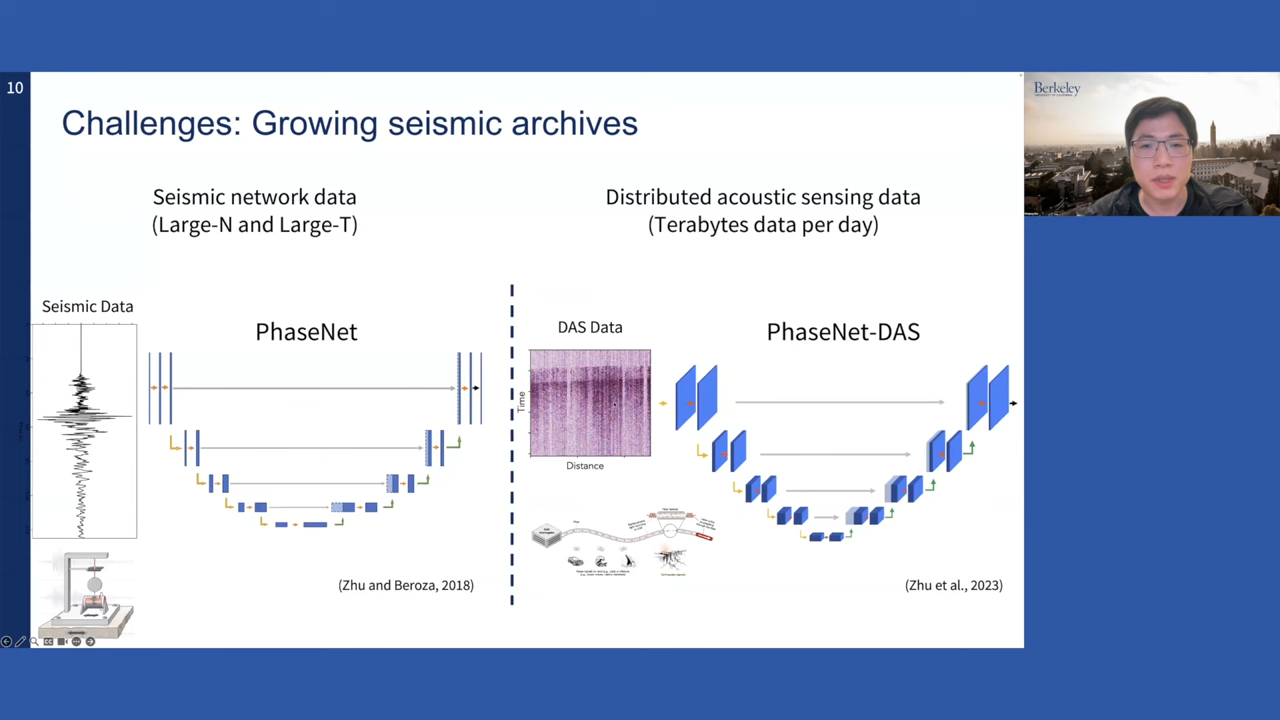 10
Challenges: Growing seismic archives
Berkeley
Seismic network data
(Large-N and Large-T)
Distributed acoustic sensing data
(Terabytes data per day)
Seismic Data
PhaseNet
DAS Data
PhaseNet-DAS
Time
Distance
(Zhu and Beroza, 2018)
(Zhu et al., 2023)